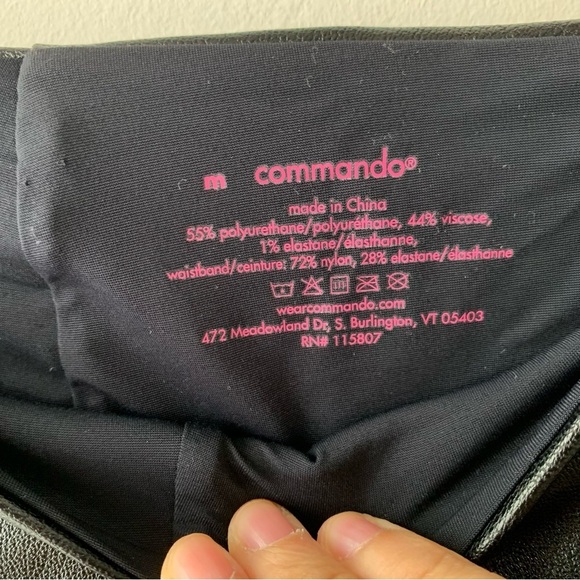 m commando®
made in China
55% polyurethane/polyuréthane, 44% viscose,
1% elastane/élasthanne,
waistband/ceinture: 72% nylon, 28% elastane/élasthanne
wearcommando.com
472 Meadowland Dr, S. Burlington, VT 05403
RN# 115807